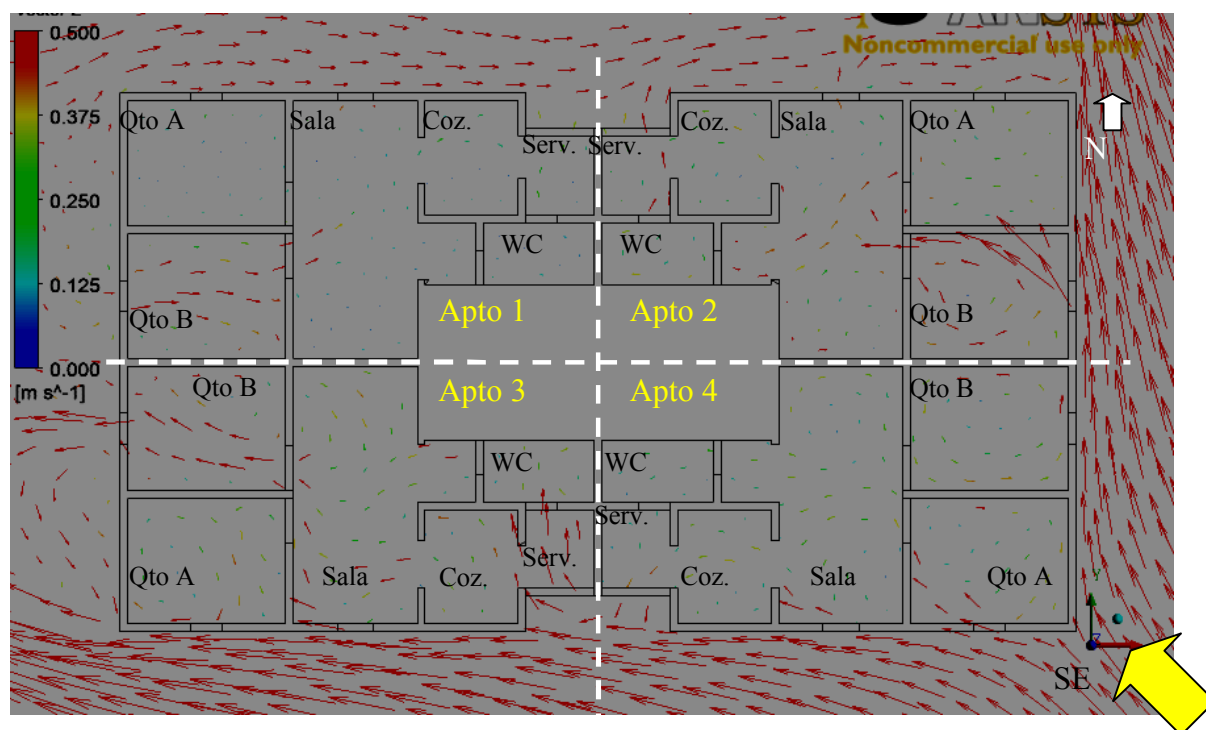 ANSYS
Noncommercial use only
0.500
0.375
0.250
0.125
0.000
[m s^-1]
Qto A Sala Coz. Coz. Sala Qto A
Serv. Serv.
N
WC WC
Apto 1 Apto 2
Qto B Qto B
Qto B Qto B
Apto 3 Apto 4
WC WC
Serv.
Serv.
Qto A Sala Coz. Coz. Sala Qto A
Y
SE